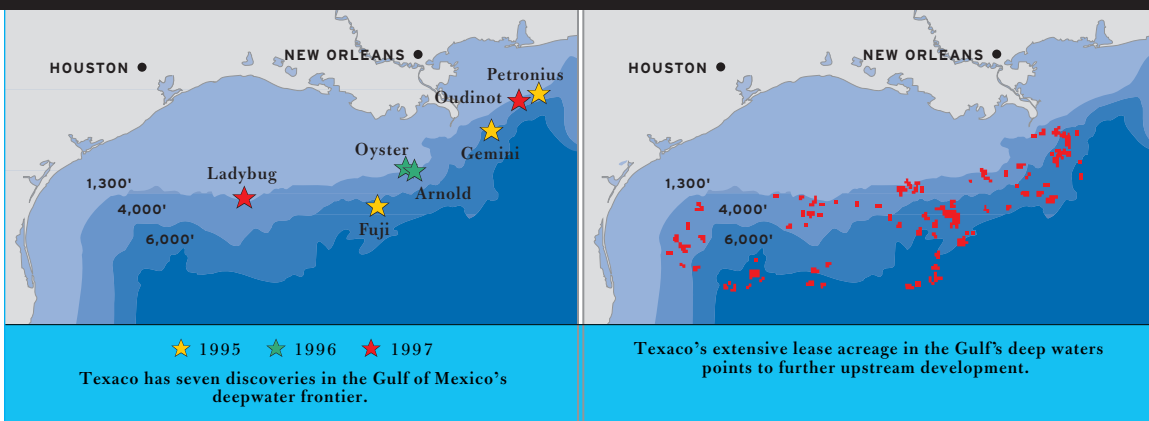 NEW ORLEANS
HOUSTON
Petronius
Oudinot
Gemini
Oyster
Arnold
Ladybug
1,300'
4,000'
Fuji
6,000'
1995 1996 1997
Texaco has seven discoveries in the Gulf of Mexico's
deepwater frontier.
NEW ORLEANS
HOUSTON
1,300'
4,000'
6,000'
Texaco's extensive lease acreage in the Gulf's deep waters
points to further upstream development.